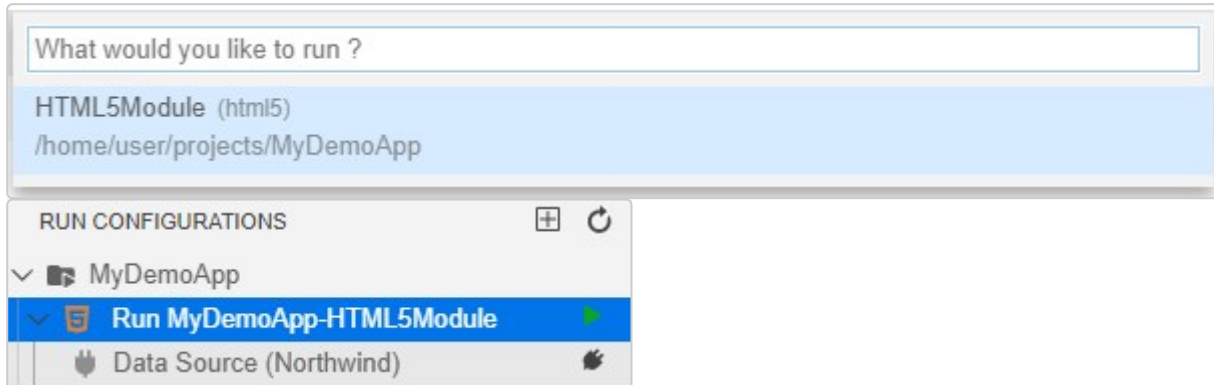 What would you like to run ?
HTML5Module (html5)
/home/user/projects/MyDemoApp
RUN CONFIGURATIONS
MyDemoApp
Run MyDemoApp-HTML5Module
Data Source (Northwind)